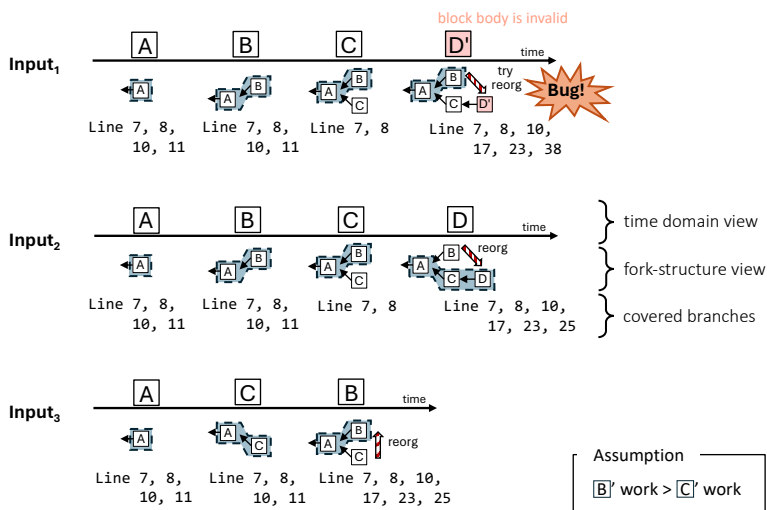 block body is invalid
A B C D'
time
Input1
A
A B
A B C
A B C D'
try
reorg
Bug!
Line 7, 8,
10, 11
Line 7, 8,
10, 11
Line 7, 8
Line 7, 8, 10,
17, 23, 38
A B C D
time
Input2
A
A B
A B C
A B C D
reorg
Line 7, 8,
10, 11
Line 7, 8,
10, 11
Line 7, 8
Line 7, 8, 10,
17, 23, 25
time domain view
fork-structure view
covered branches
A C B
time
Input3
A
A C
A B C
reorg
Line 7, 8,
10, 11
Line 7, 8,
10, 11
Line 7, 8, 10,
17, 23, 25
Assumption
B' work > C' work